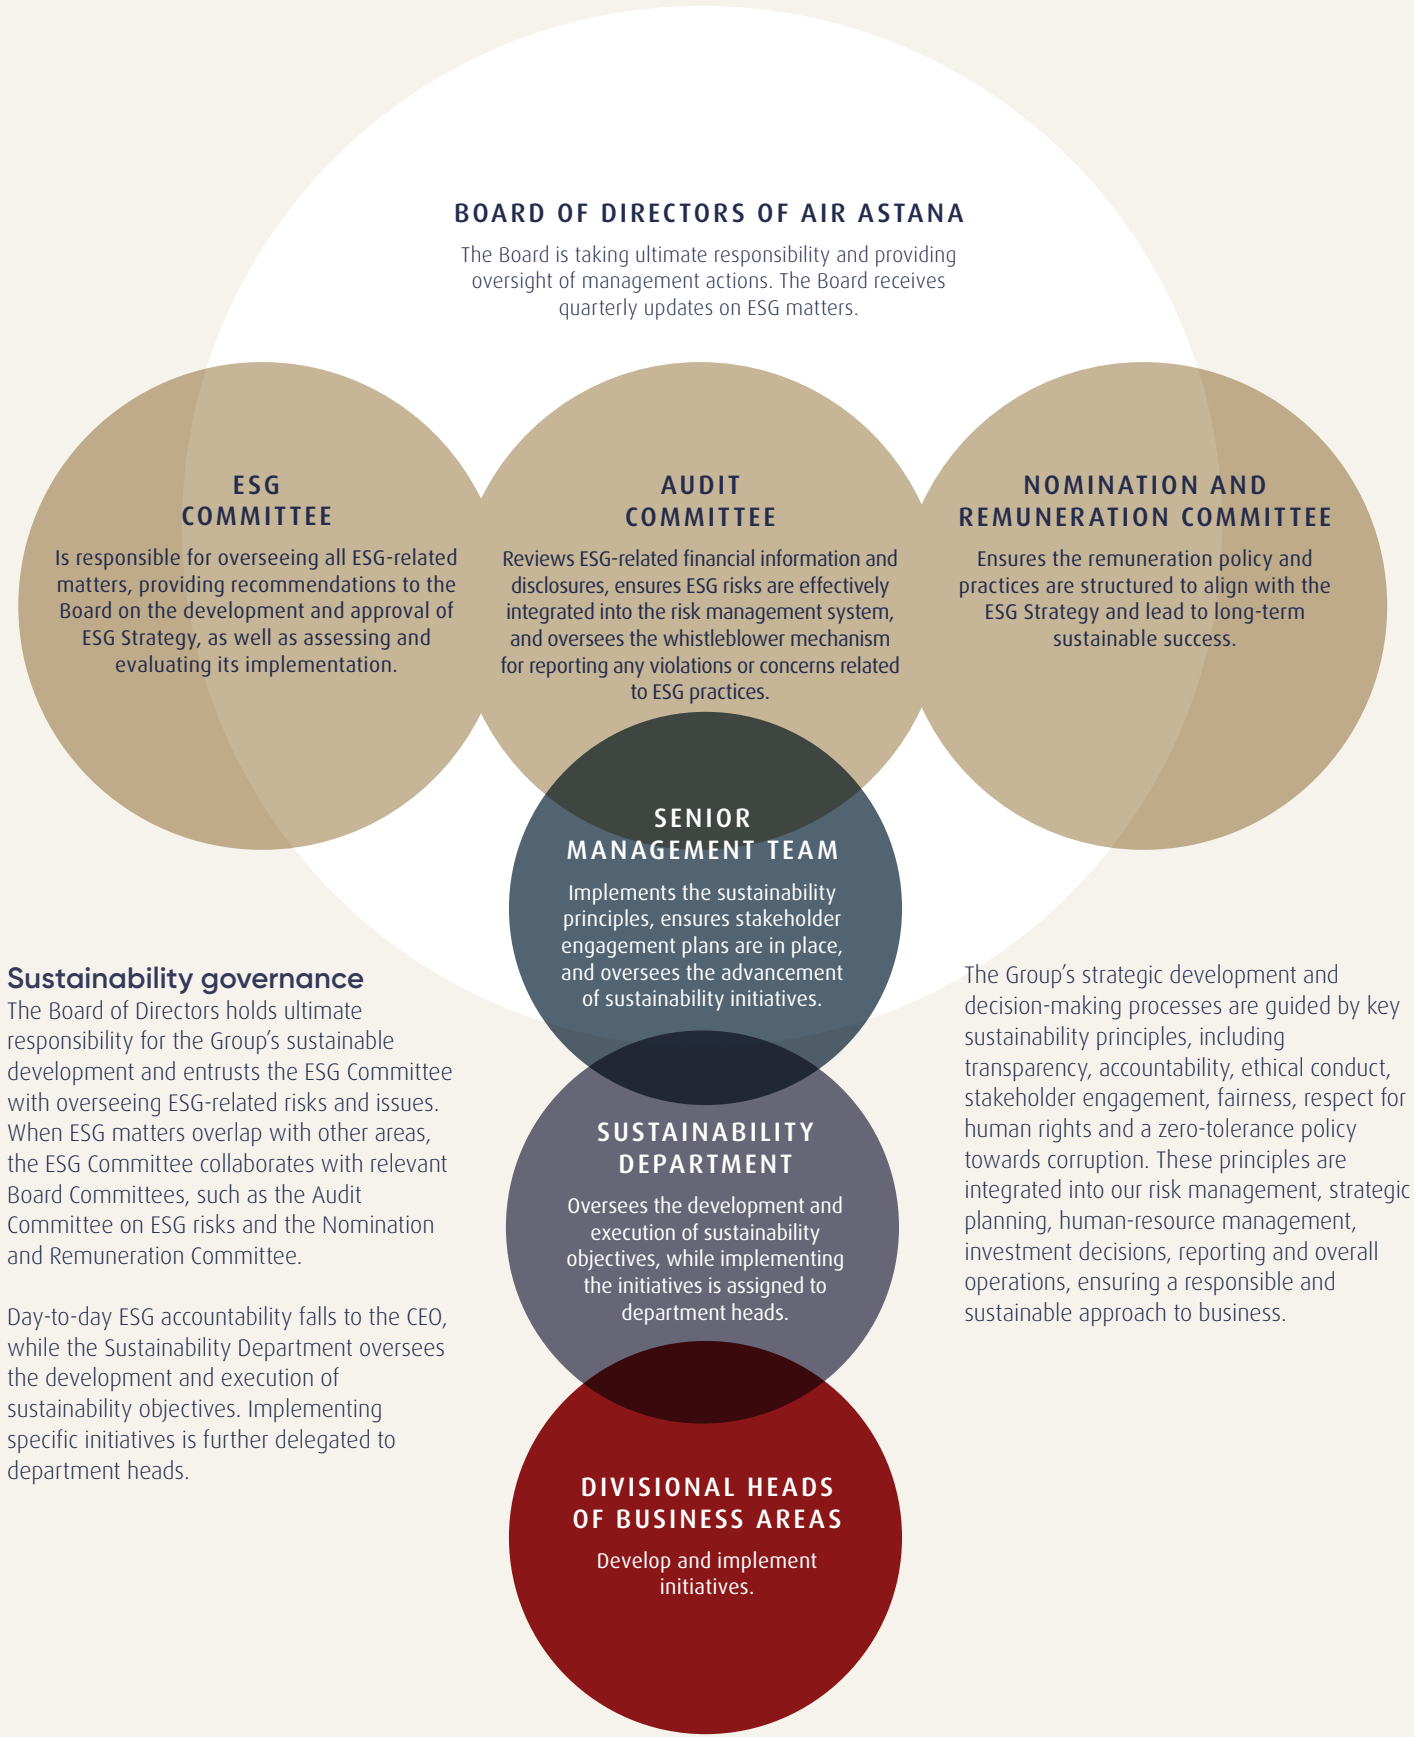 BOARD OF DIRECTORS OF AIR ASTANA
The Board is taking ultimate responsibility and providing
oversight of management actions. The Board receives
quarterly updates on ESG matters.
ESG
COMMITTEE
Is responsible for overseeing all ESG-related
matters, providing recommendations to the
Board on the development and approval of
ESG Strategy, as well as assessing and
evaluating its implementation.
AUDIT
COMMITTEE
Reviews ESG-related financial information and
disclosures, ensures ESG risks are effectively
integrated into the risk management system,
and oversees the whistleblower mechanism
for reporting any violations or concerns related
to ESG practices.
NOMINATION AND
REMUNERATION COMMITTEE
Ensures the remuneration policy and
practices are structured to align with the
ESG Strategy and lead to long-term
sustainable success.
SENIOR
MANAGEMENT TEAM
Implements the sustainability
principles, ensures stakeholder
engagement plans are in place,
and oversees the advancement
of sustainability initiatives.
SUSTAINABILITY
DEPARTMENT
Oversees the development and
execution of sustainability
objectives, while implementing
the initiatives is assigned to
department heads.
DIVISIONAL HEADS
OF BUSINESS AREAS
Develop and implement
initiatives.
Sustainability governance
The Board of Directors holds ultimate
responsibility for the Group's sustainable
development and entrusts the ESG Committee
with overseeing ESG-related risks and issues.
When ESG matters overlap with other areas,
the ESG Committee collaborates with relevant
Board Committees, such as the Audit
Committee on ESG risks and the Nomination
and Remuneration Committee.
Day-to-day ESG accountability falls to the CEO,
while the Sustainability Department oversees
the development and execution of
sustainability objectives. Implementing
specific initiatives is further delegated to
department heads.
The Group's strategic development and
decision-making processes are guided by key
sustainability principles, including
transparency, accountability, ethical conduct,
stakeholder engagement, fairness, respect for
human rights and a zero-tolerance policy
towards corruption. These principles are
integrated into our risk management, strategic
planning, human-resource management,
investment decisions, reporting and overall
operations, ensuring a responsible and
sustainable approach to business.